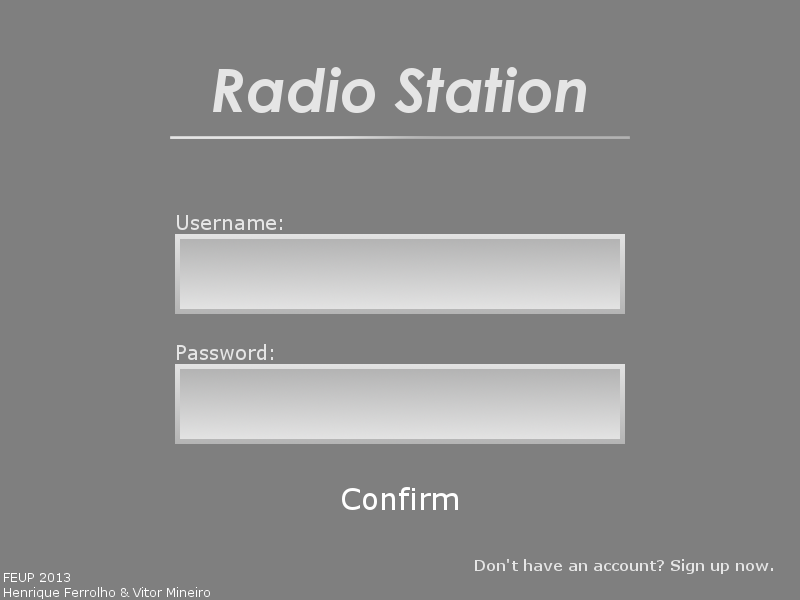 Radio Station
Username:
Password:
Confirm
Don't have an account? Sign up now.
FEUP 2013
Henrique Ferrolho & Vitor Mineiro